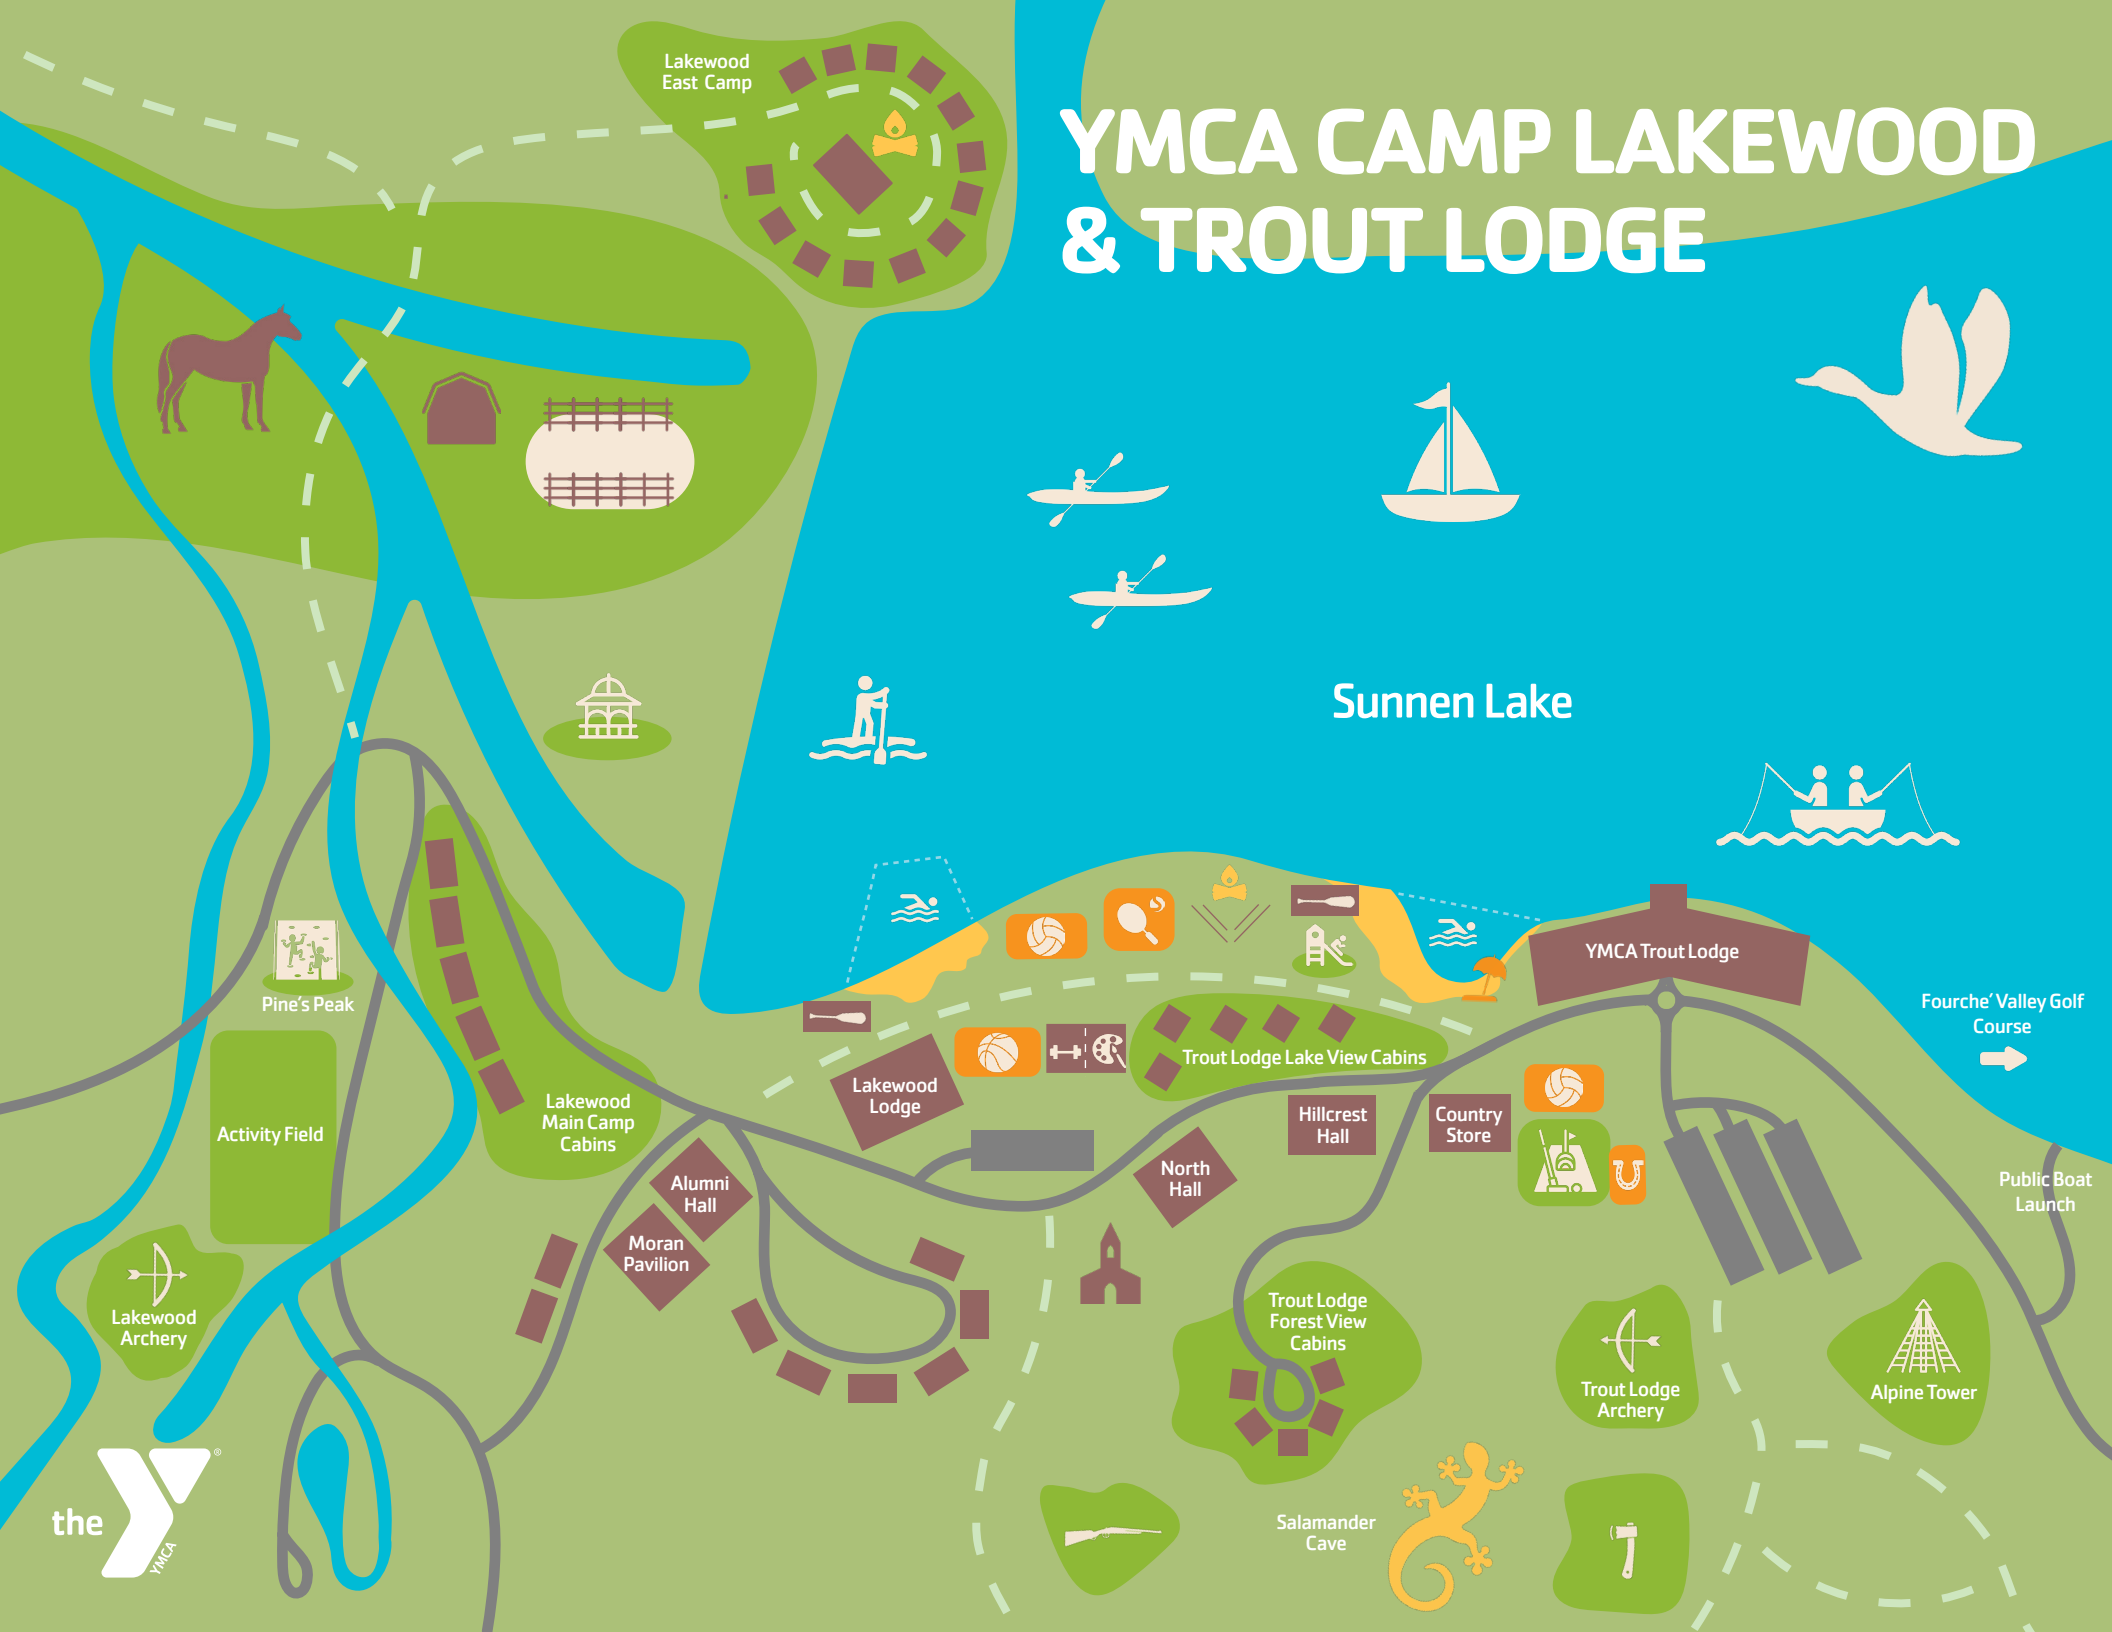 Lakewood
East Camp
YMCA CAMP LAKEWOOD
& TROUT LODGE
Sunnen Lake
YMCA Trout Lodge
Pine's Peak
Fourche' Valley Golf
Course
Trout Lodge Lake View Cabins
Lakewood
Lodge
Lakewood
Main Camp
Cabins
Activity Field
Hillcrest
Hall
Country
Store
North
Hall
Alumni
Hall
Public Boat
Launch
Moran
Pavilion
Lakewood
Archery
Trout Lodge
Forest View
Cabins
Trout Lodge
Archery
Alpine Tower
Salamander
Cave
the
YMCA
®